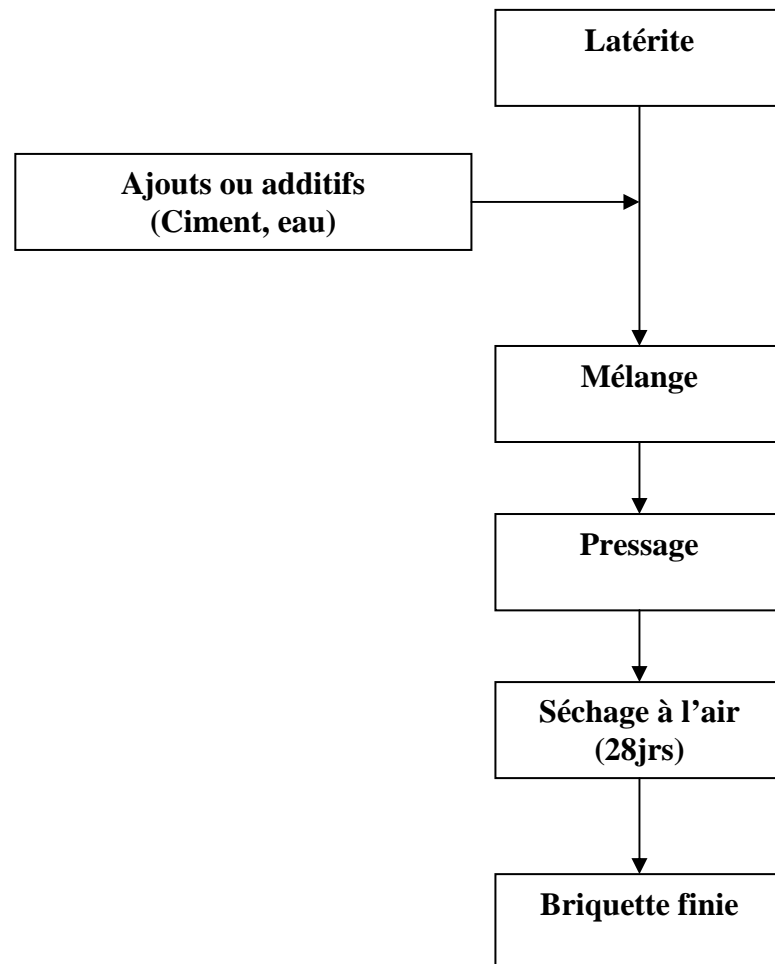 Latérite
Ajouts ou additifs
(Ciment, eau)
Mélange
Pressage
Séchage à l’air
(28jrs)
Briquette finie